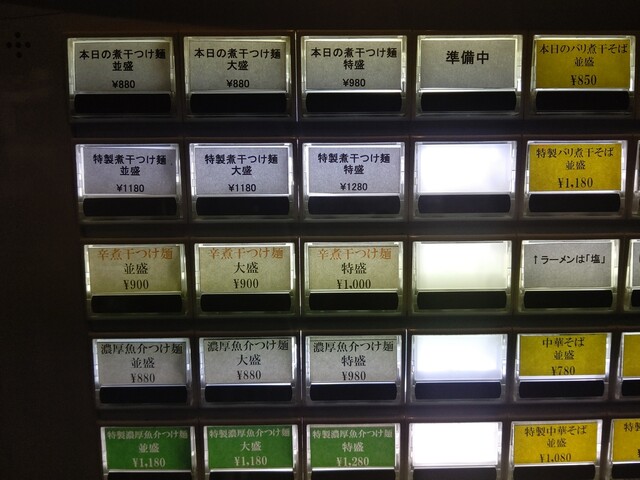 本日の煮干つけ麺
並盛
¥880
本日の煮干つけ麺
大盛
¥880
本日の煮干つけ麺
特盛
¥980
準備中
本日のバリ煮干そば
並盛
¥850
特製煮干つけ麺
並盛
¥1180
特製煮干つけ麺
大盛
¥1180
特製煮干つけ麺
特盛
¥1280
特製バリ煮干そば
並盛
¥1,180
辛煮干つけ麺
並盛
¥900
辛煮干つけ麺
大盛
¥900
辛煮干つけ麺
特盛
¥1,000
↑ラーメンは「塩」
濃厚魚介つけ麺
並盛
¥880
濃厚魚介つけ麺
大盛
¥880
濃厚魚介つけ麺
特盛
¥980
中華そば
並盛
¥780
特製濃厚魚介つけ麺
並盛
¥1,180
特製濃厚魚介つけ麺
大盛
¥1,180
特製濃厚魚介つけ麺
特盛
¥1,280
特製中華そば
並盛
¥1,080